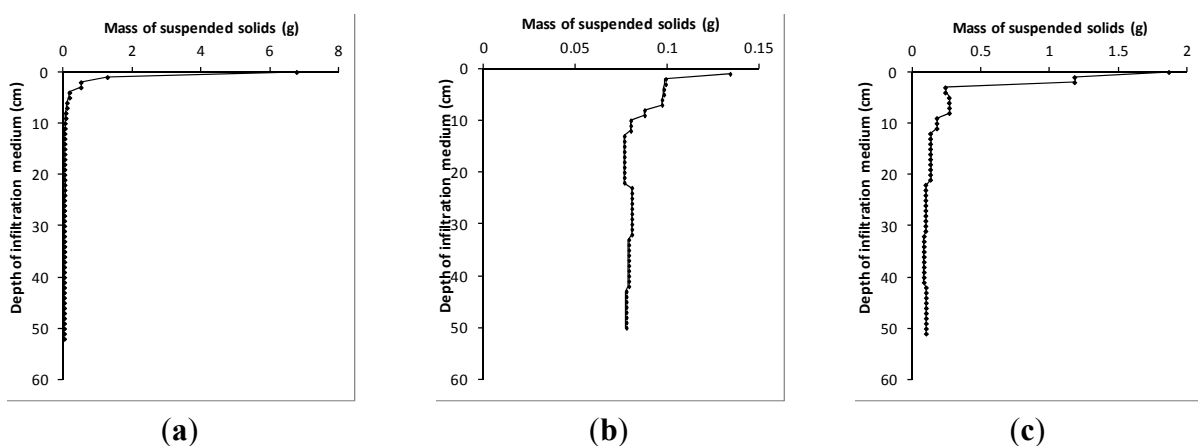 Mass of suspended solids (g)
0 2 4 6 8
0
10
20
30
40
50
60
Depth of infiltration medium (cm)
(a)
Mass of suspended solids (g)
0 0.05 0.1 0.15
0
10
20
30
40
50
60
Depth of infiltration medium (cm)
(b)
Mass of suspended solids (g)
0 0.5 1 1.5 2
0
10
20
30
40
50
60
Depth of infiltration medium (cm)
(c)